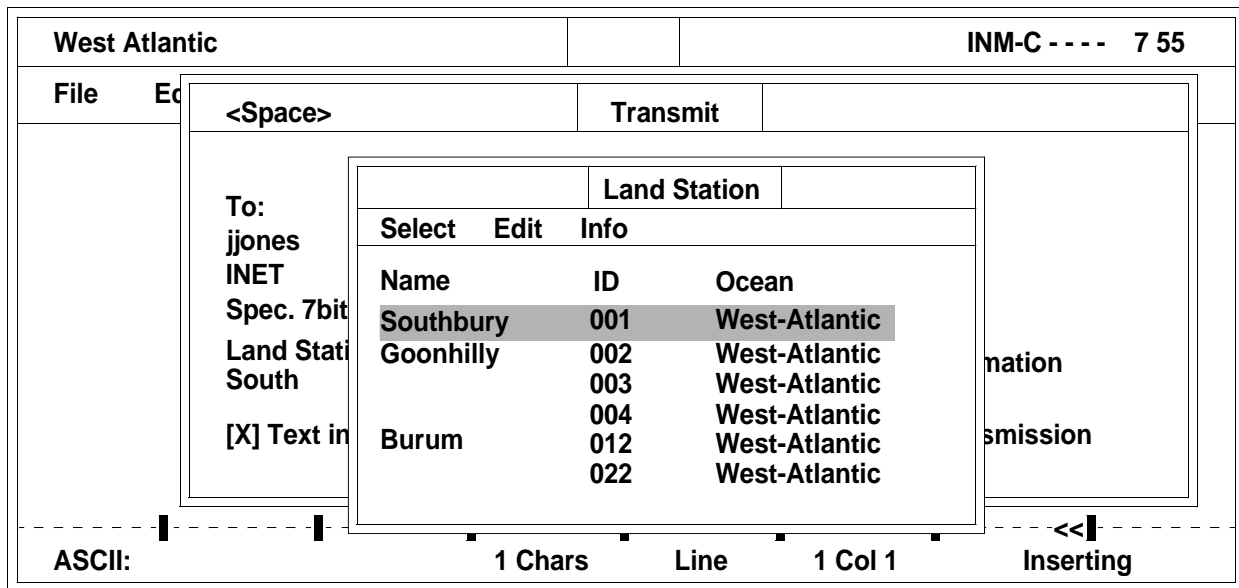 West Atlantic INM-C - - - - 7 55
File Ed
<Space> Transmit
Land Station
To:
Select Edit Info
jjones
INET
Name ID Ocean
Spec. 7bit
Southbury 001 West-Atlantic
Land Stati
Goonhilly 002 West-Atlantic
mation
South
003 West-Atlantic
004 West-Atlantic
[X] Text in
Burum 012 West-Atlantic
smission
022 West-Atlantic
<<
ASCII: 1 Chars Line 1 Col 1 Inserting